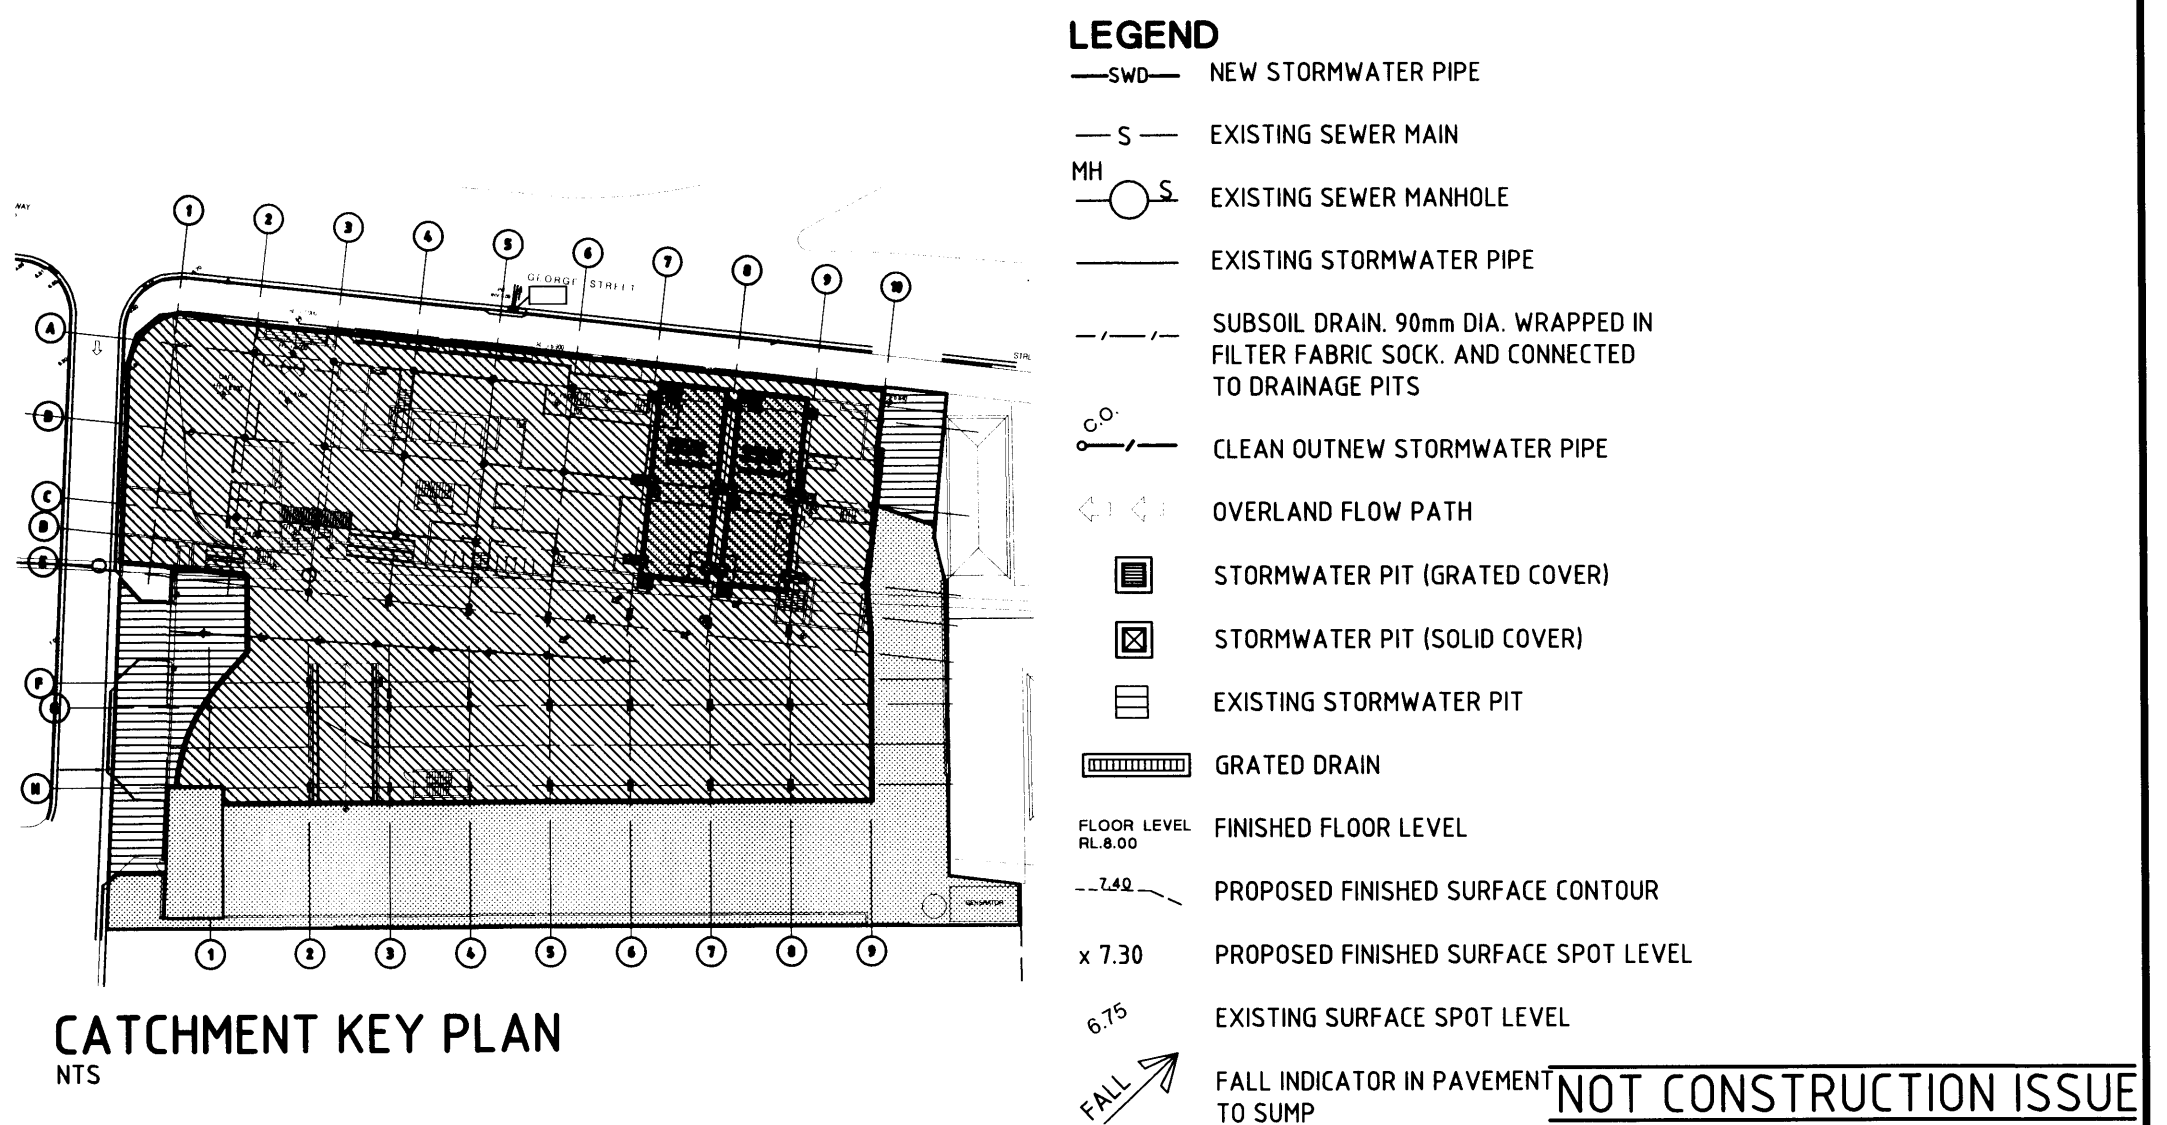 LEGEND
SWD NEW STORMWATER PIPE
S EXISTING SEWER MAIN
MH
S EXISTING SEWER MANHOLE
EXISTING STORMWATER PIPE
SUBSOIL DRAIN. 90mm DIA. WRAPPED IN
FILTER FABRIC SOCK. AND CONNECTED
TO DRAINAGE PITS
C.O.
CLEAN OUTNEW STORMWATER PIPE
OVERLAND FLOW PATH
STORMWATER PIT (GRATED COVER)
STORMWATER PIT (SOLID COVER)
EXISTING STORMWATER PIT
GRATED DRAIN
FLOOR LEVEL
RL.8.00
FINISHED FLOOR LEVEL
7.40 PROPOSED FINISHED SURFACE CONTOUR
x 7.30 PROPOSED FINISHED SURFACE SPOT LEVEL
6.75 EXISTING SURFACE SPOT LEVEL
FALL
FALL INDICATOR IN PAVEMENT
TO SUMP
NOT CONSTRUCTION ISSUE
WAY
1 2 3 4 5 6 7 8 9 10
GEORGE STREET
A
C
F
H
GENERATOR
1 2 3 4 5 6 7 8 9
CATCHMENT KEY PLAN
NTS